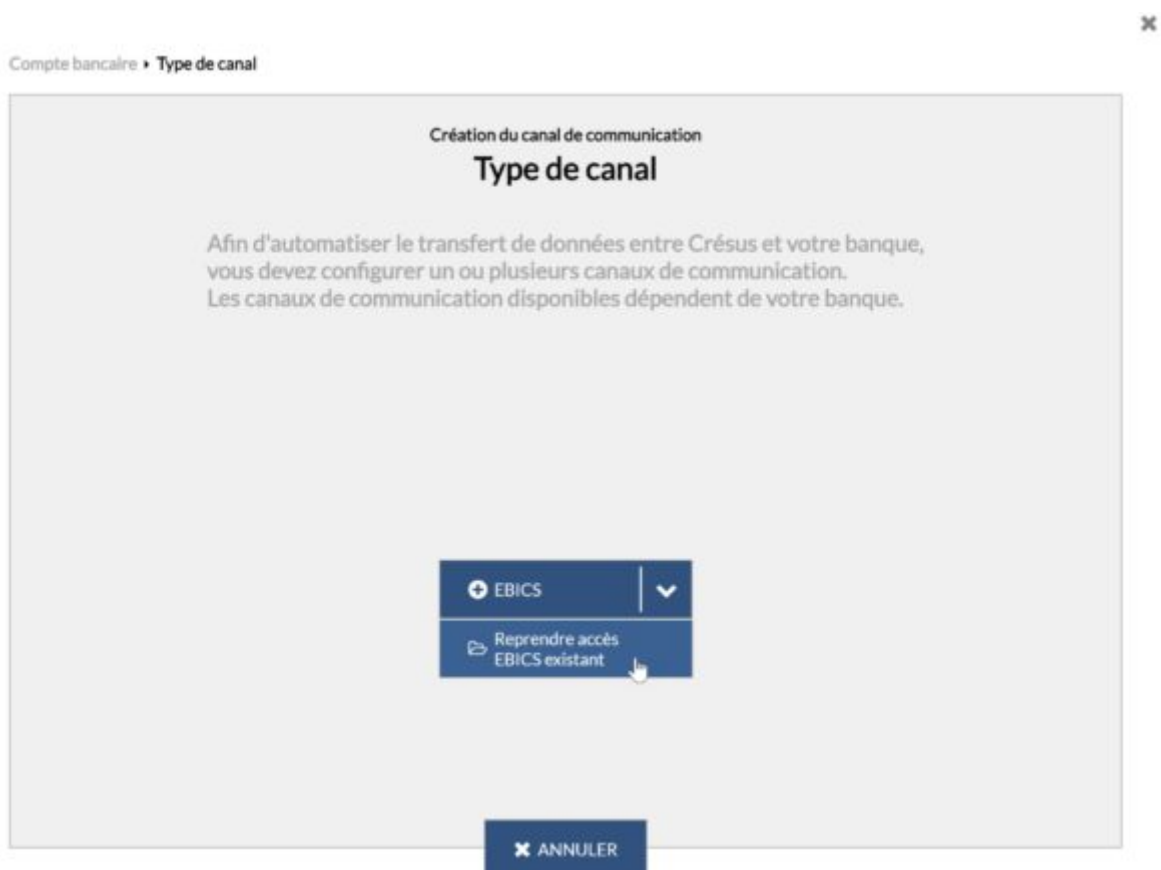 Compte bancaire ▸ Type de canal
Création du canal de communication
Type de canal
Afin d'automatiser le transfert de données entre Crésus et votre banque,
vous devez configurer un ou plusieurs canaux de communication.
Les canaux de communication disponibles dépendent de votre banque.
EBICS
Reprendre accès
EBICS existant
ANNULER